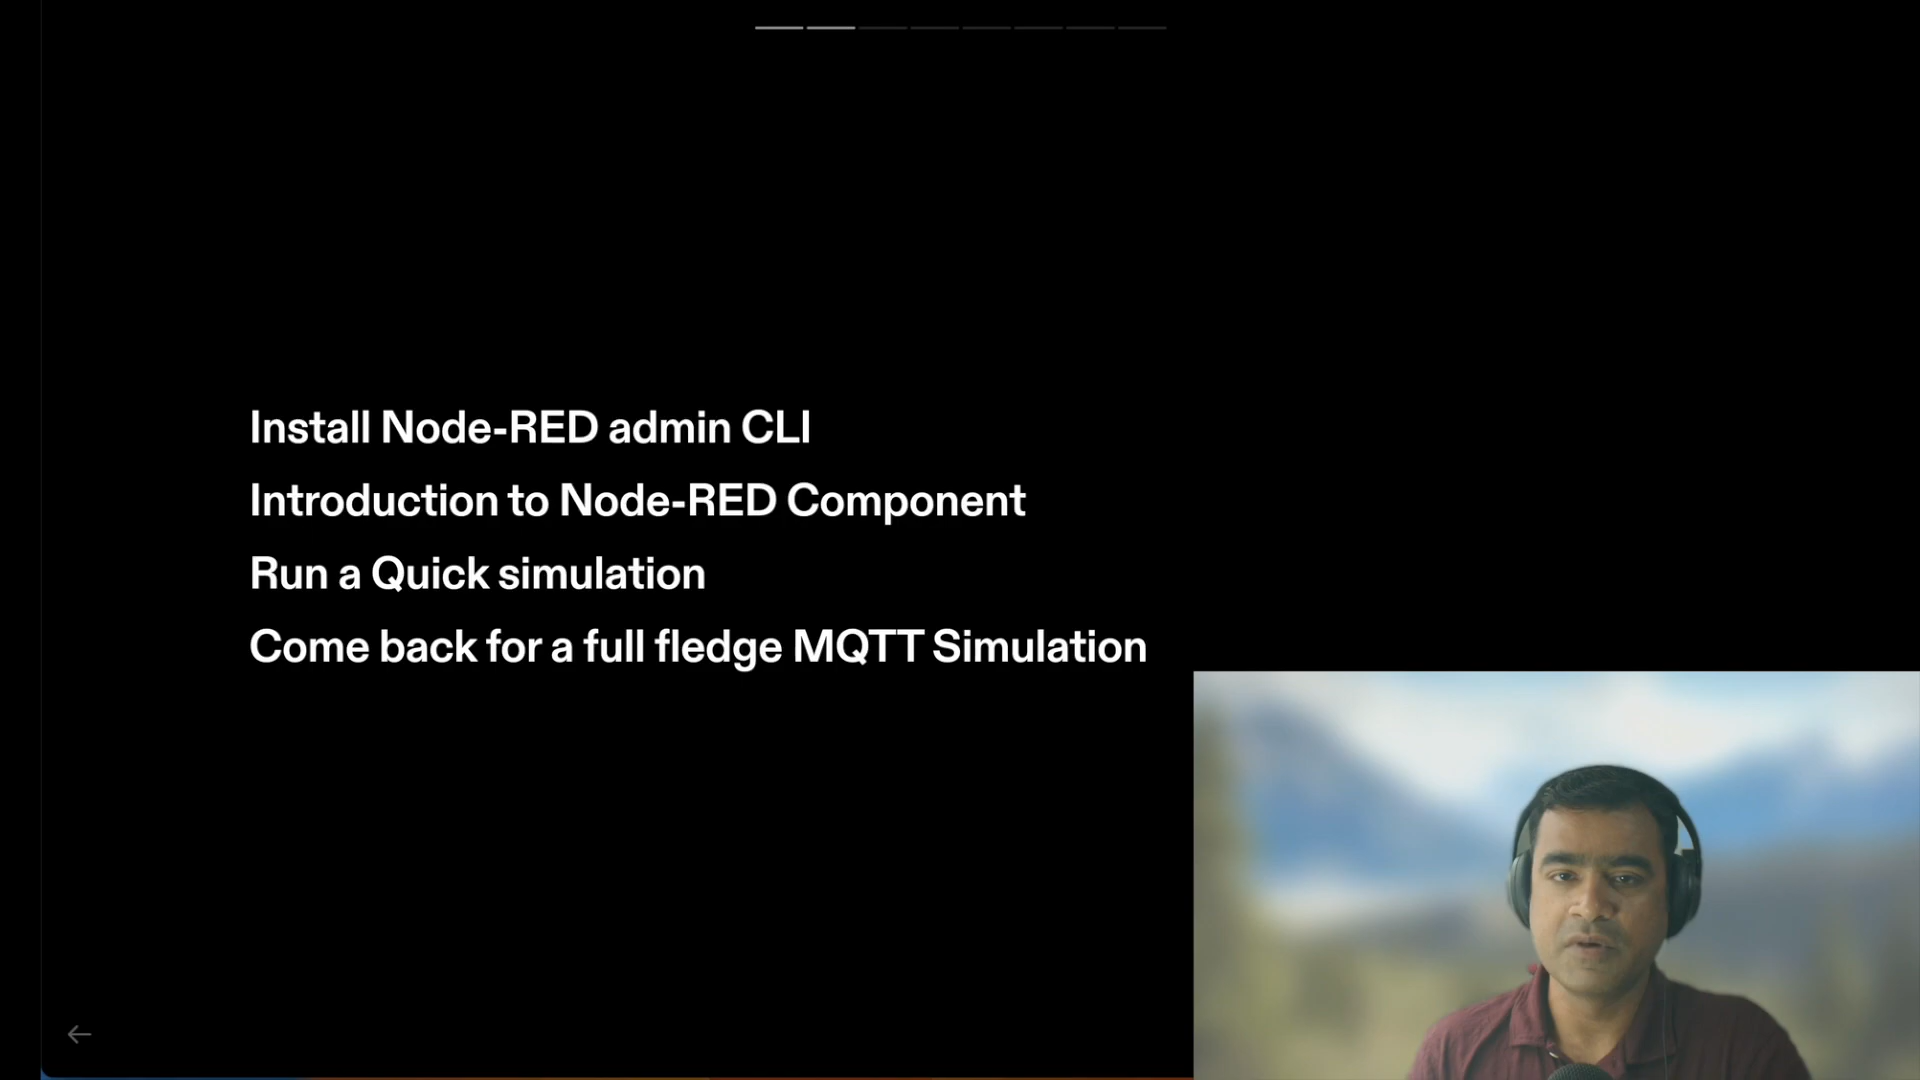 Install Node-RED admin CLI
Introduction to Node-RED Component
Run a Quick simulation
Come back for a full fledge MQTT Simulation